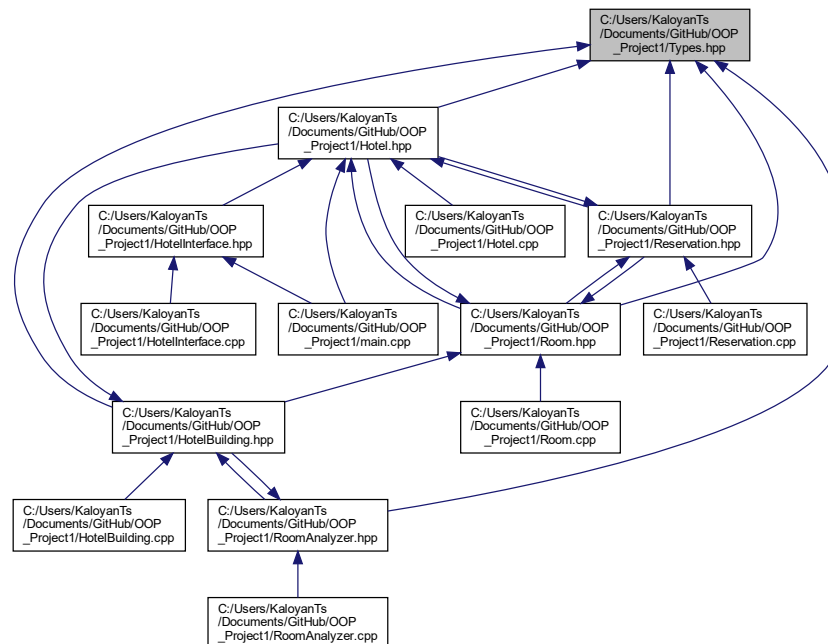 C:/Users/KaloyanTs
/Documents/GitHub/OOP
_Project1/Types.hpp
C:/Users/KaloyanTs
/Documents/GitHub/OOP
_Project1/Hotel.hpp
C:/Users/KaloyanTs
/Documents/GitHub/OOP
_Project1/HotelInterface.hpp
C:/Users/KaloyanTs
/Documents/GitHub/OOP
_Project1/Hotel.cpp
C:/Users/KaloyanTs
/Documents/GitHub/OOP
_Project1/Reservation.hpp
C:/Users/KaloyanTs
/Documents/GitHub/OOP
_Project1/HotelInterface.cpp
C:/Users/KaloyanTs
/Documents/GitHub/OOP
_Project1/main.cpp
C:/Users/KaloyanTs
/Documents/GitHub/OOP
_Project1/Room.hpp
C:/Users/KaloyanTs
/Documents/GitHub/OOP
_Project1/Reservation.cpp
C:/Users/KaloyanTs
/Documents/GitHub/OOP
_Project1/HotelBuilding.hpp
C:/Users/KaloyanTs
/Documents/GitHub/OOP
_Project1/Room.cpp
C:/Users/KaloyanTs
/Documents/GitHub/OOP
_Project1/HotelBuilding.cpp
C:/Users/KaloyanTs
/Documents/GitHub/OOP
_Project1/RoomAnalyzer.hpp
C:/Users/KaloyanTs
/Documents/GitHub/OOP
_Project1/RoomAnalyzer.cpp